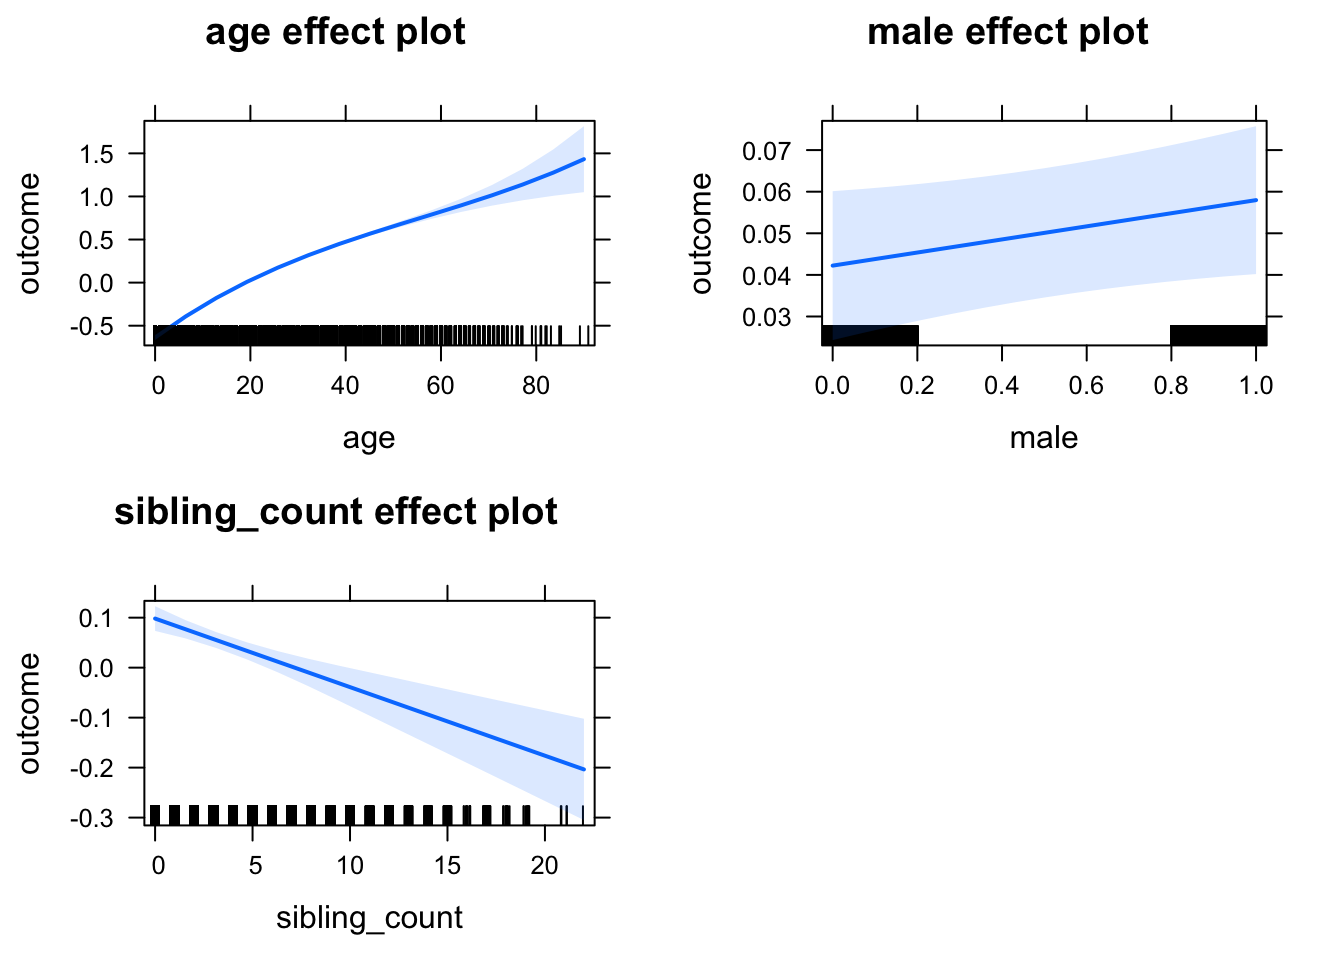 age effect plot
outcome
1.5
1.0
0.5
0.0
-0.5
0 20 40 60 80
age
male effect plot
outcome
0.07
0.06
0.05
0.04
0.03
0.0 0.2 0.4 0.6 0.8 1.0
male
sibling_count effect plot
outcome
0.1
0.0
-0.1
-0.2
-0.3
0 5 10 15 20
sibling_count